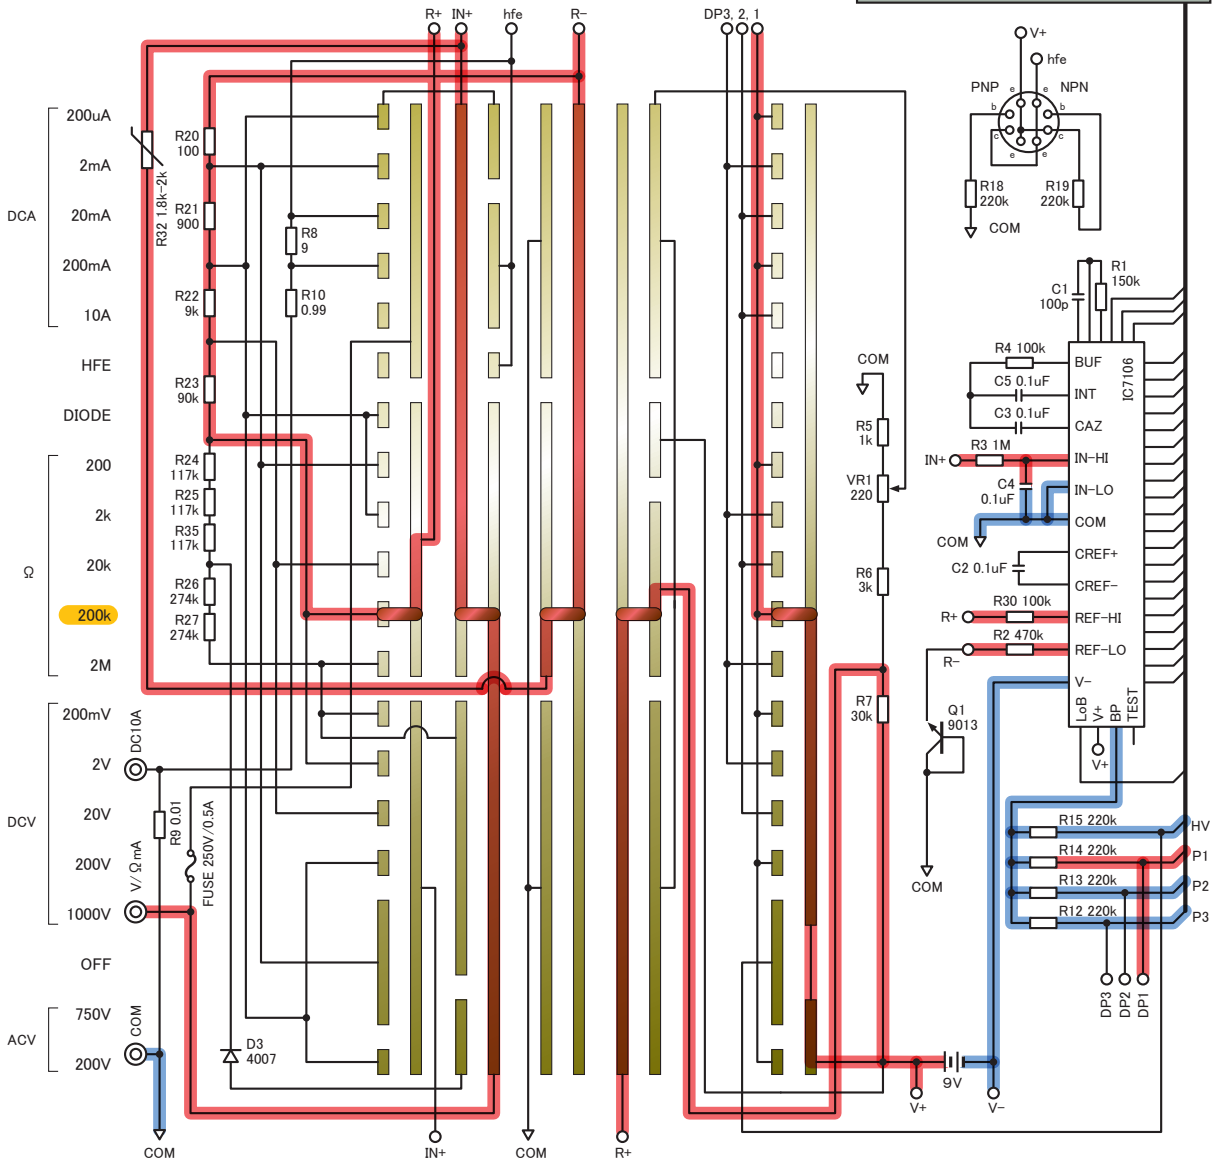 R+ IN+ hfe R- DP3, 2, 1
V+
hfe
PNP e e NPN
b b
c c
e e
R18
220k
R19
220k
COM
DCA
200uA
2mA
20mA
200mA
10A
HFE
DIODE
Ω
200
2k
20k
200k
2M
DCV
200mV
2V
20V
200V
1000V
OFF
ACV
750V
200V
R32 1.8k-2k
R20
100
R21
900
R22
9k
R23
90k
R24
117k
R25
117k
R35
117k
R26
274k
R27
274k
R8
9
R10
0.99
DC10A
R9 0.01
FUSE 250V/0.5A
V/ΩmA
COM
D3
4007
COM
IN+
COM
R+
COM
R5
1k
VR1
220
R6
3k
R7
30k
C1
100p
R1
150k
R4 100k
C5 0.1uF
C3 0.1uF
IN+
R3 1M
C4
0.1uF
COM
C2 0.1uF
R+
R30 100k
R-
R2 470k
IC7106
BUF
INT
CAZ
IN-HI
IN-LO
COM
CREF+
CREF-
REF-HI
REF-LO
V-
LoB
V+
BP
TEST
V+
Q1
9013
COM
R15 220k
HV
R14 220k
P1
R13 220k
P2
R12 220k
P3
DP3
DP2
DP1
9V
V+
V-